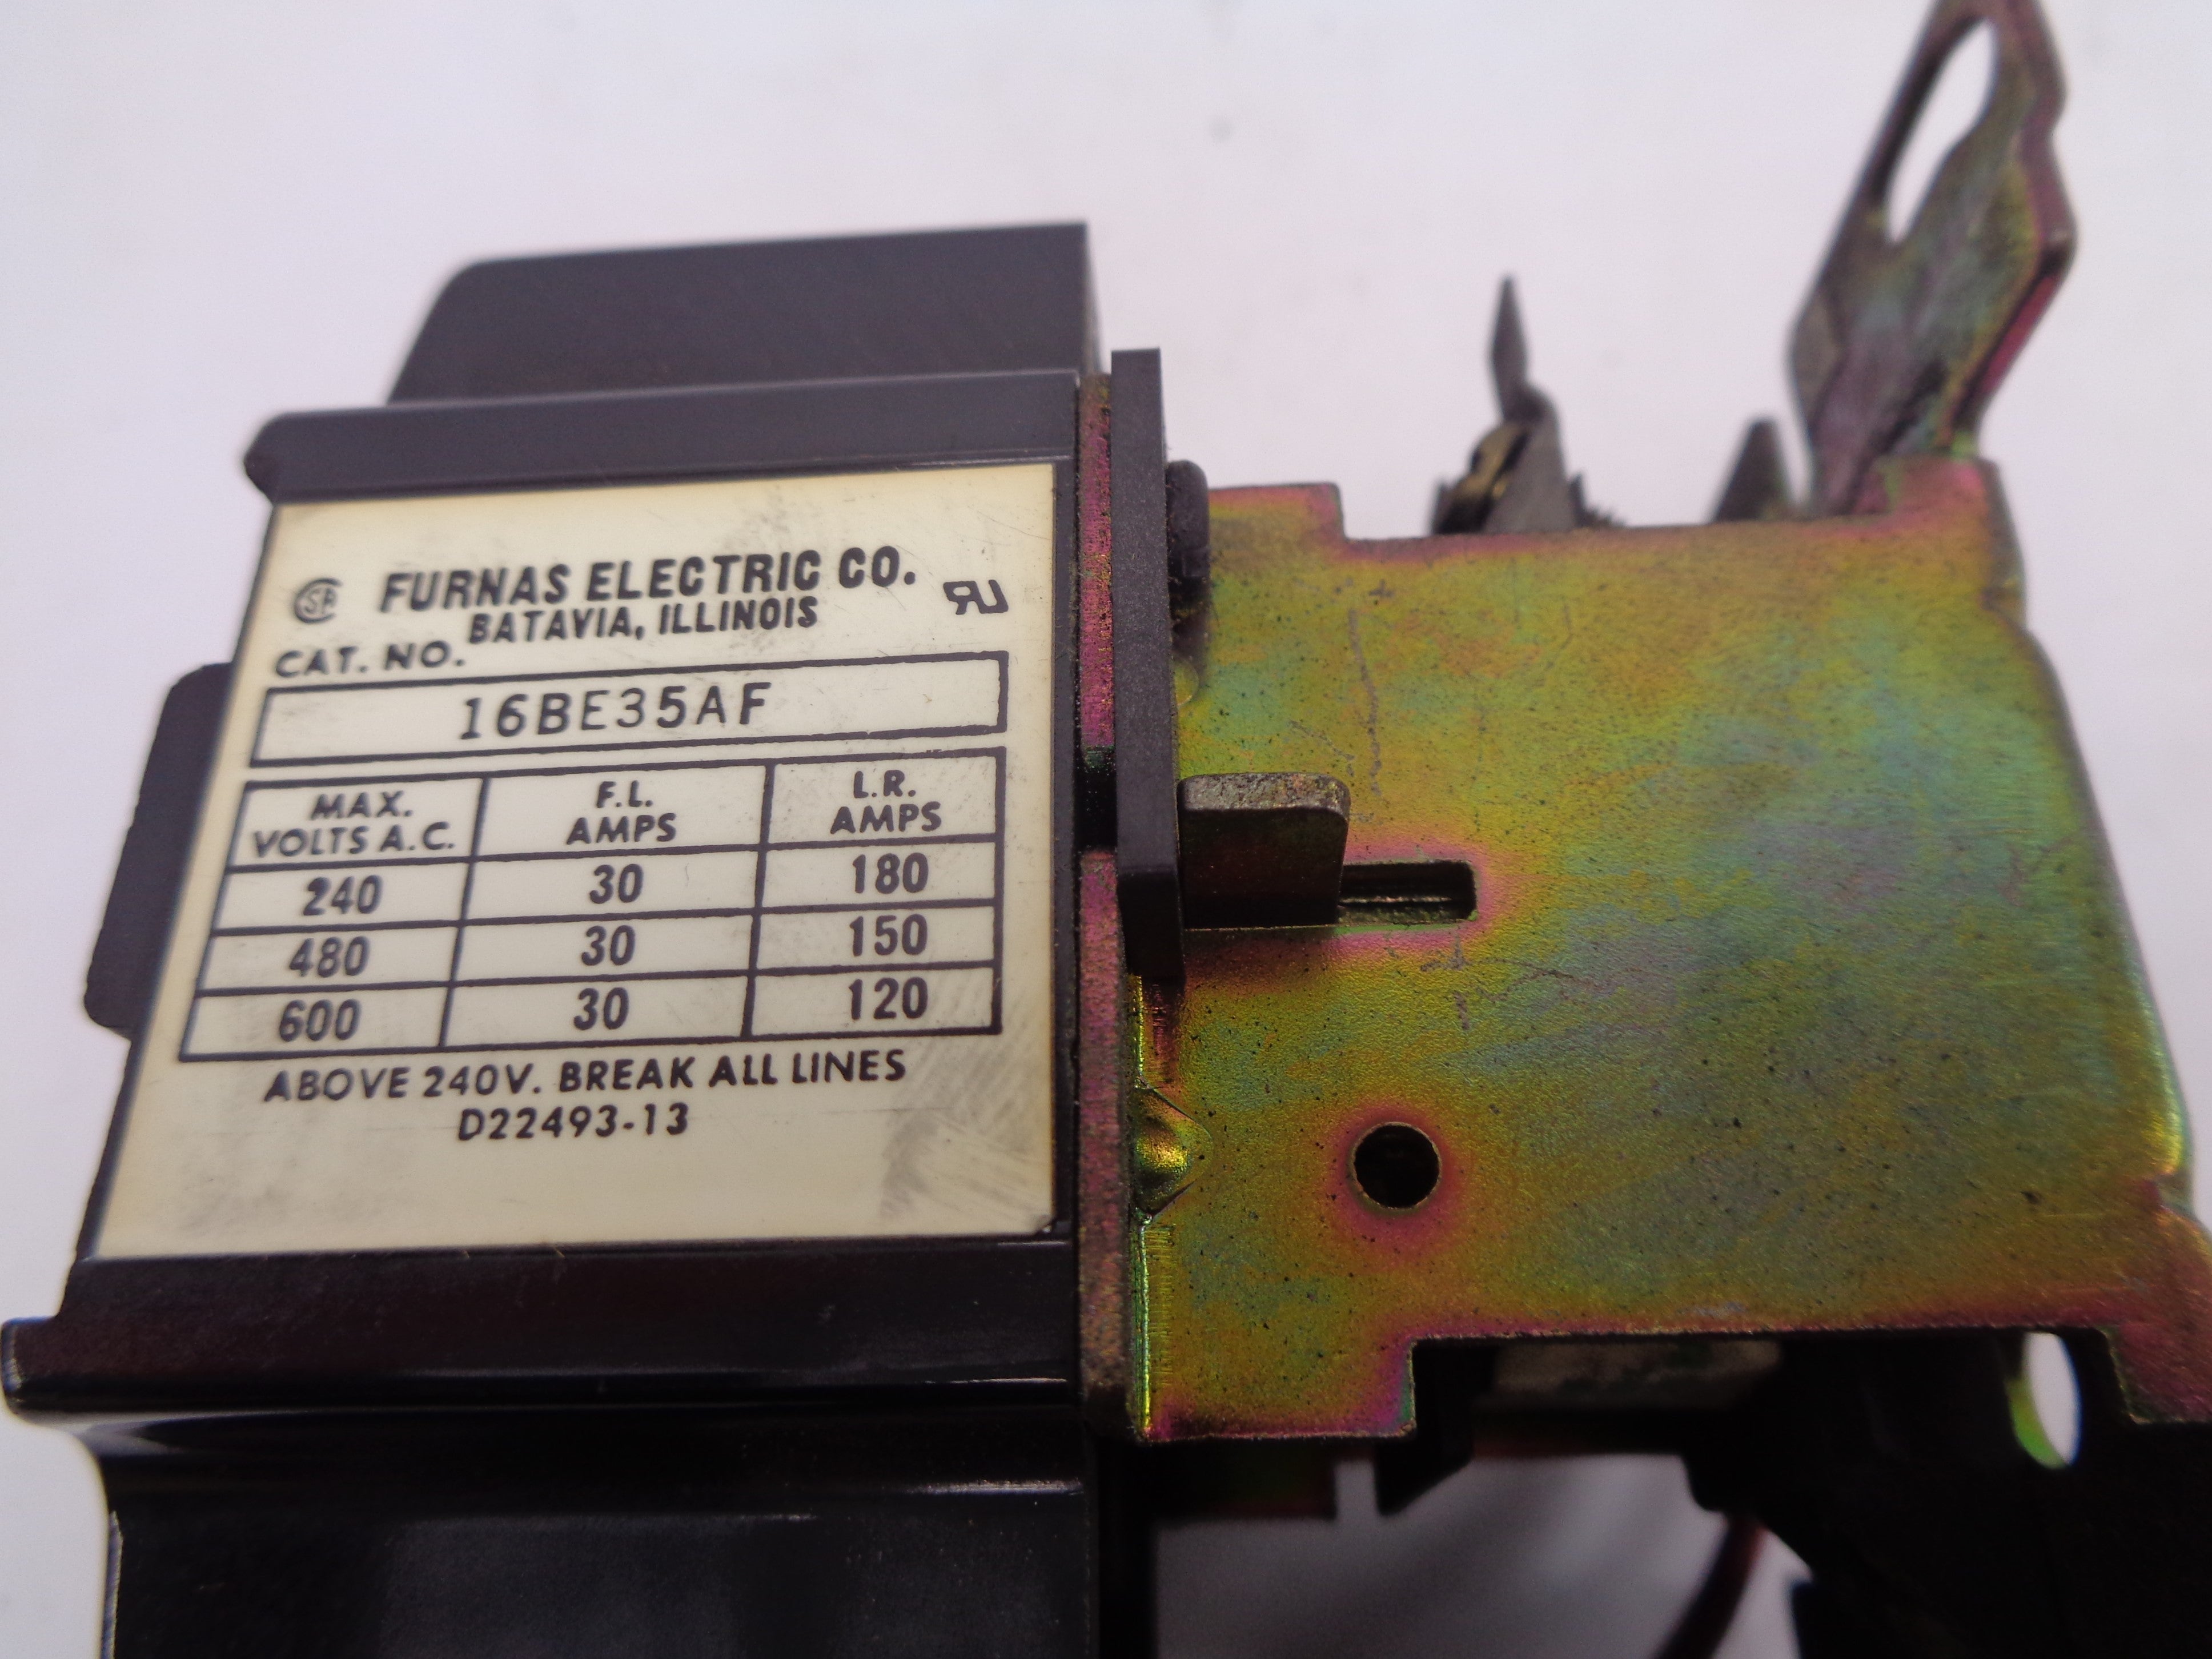 FURNAS ELECTRIC CO.
BATAVIA, ILLINOIS
CAT. NO.
16BE35AF
MAX. VOLTS A.C. F.L. AMPS L.R. AMPS
240 30 180
480 30 150
600 30 120
ABOVE 240V. BREAK ALL LINES
D22493-13